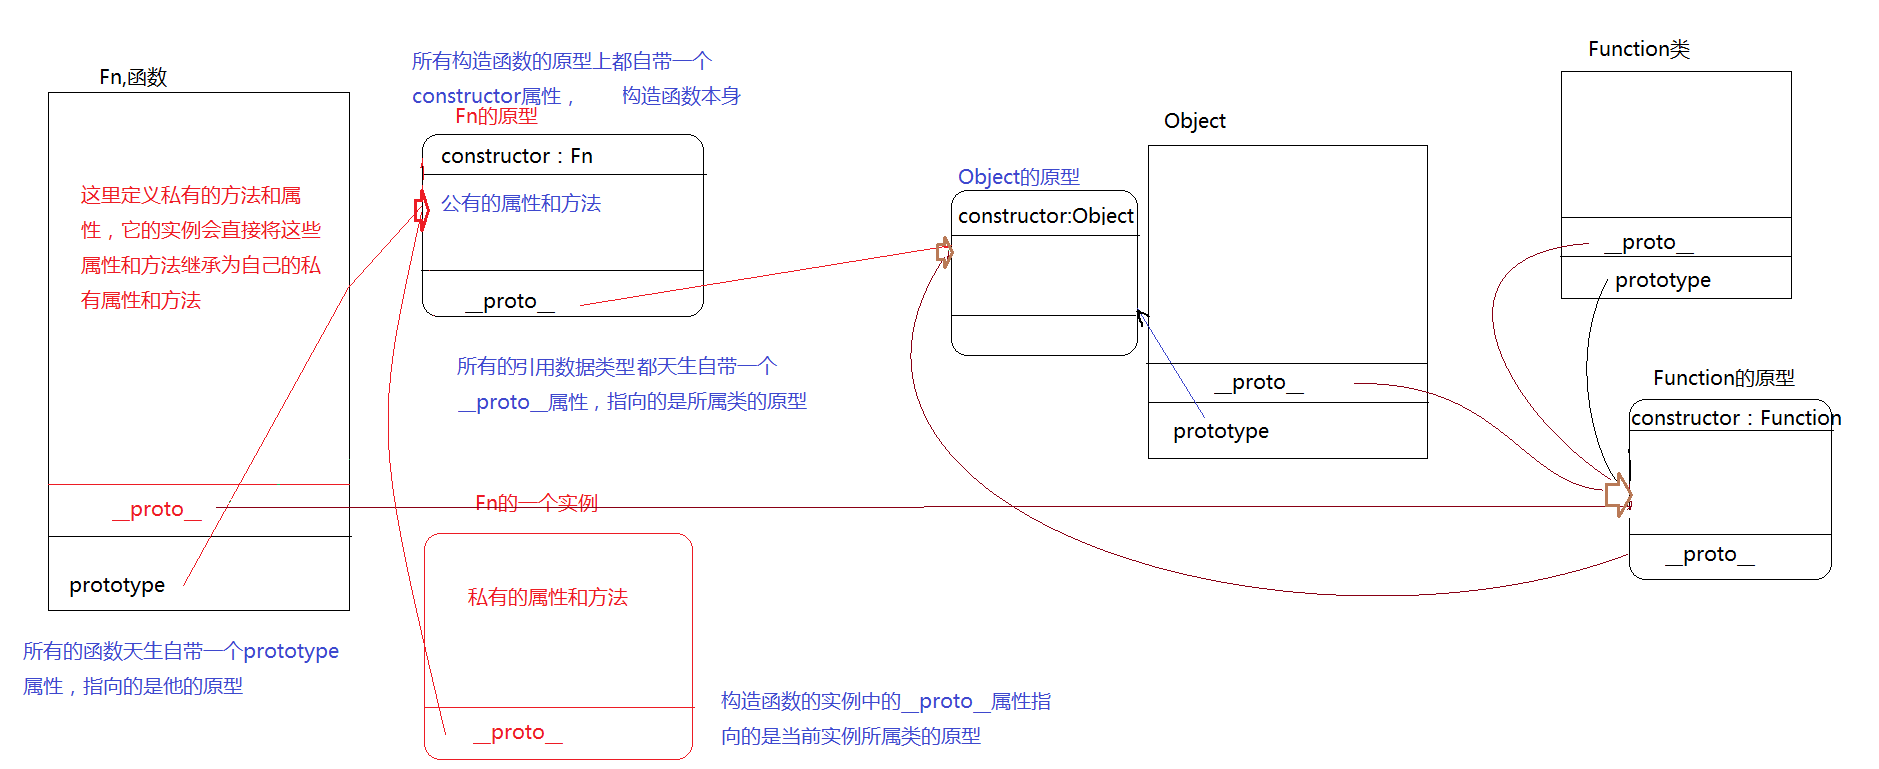 Fn,函数
这里定义私有的方法和属
性，它的实例会直接将这些
属性和方法继承为自己的私
有属性和方法
__proto__
prototype
所有的函数天生自带一个prototype
属性，指向的是他的原型
所有构造函数的原型上都自带一个
constructor属性， 构造函数本身
Fn的原型
constructor：Fn
公有的属性和方法
__proto__
所有的引用数据类型都天生自带一个
__proto__属性，指向的是所属类的原型
Fn的一个实例
私有的属性和方法
__proto__
构造函数的实例中的__proto__属性指
向的是当前实例所属类的原型
Object的原型
constructor:Object
Object
__proto__
prototype
Function类
__proto__
prototype
Function的原型
constructor：Function
__proto__